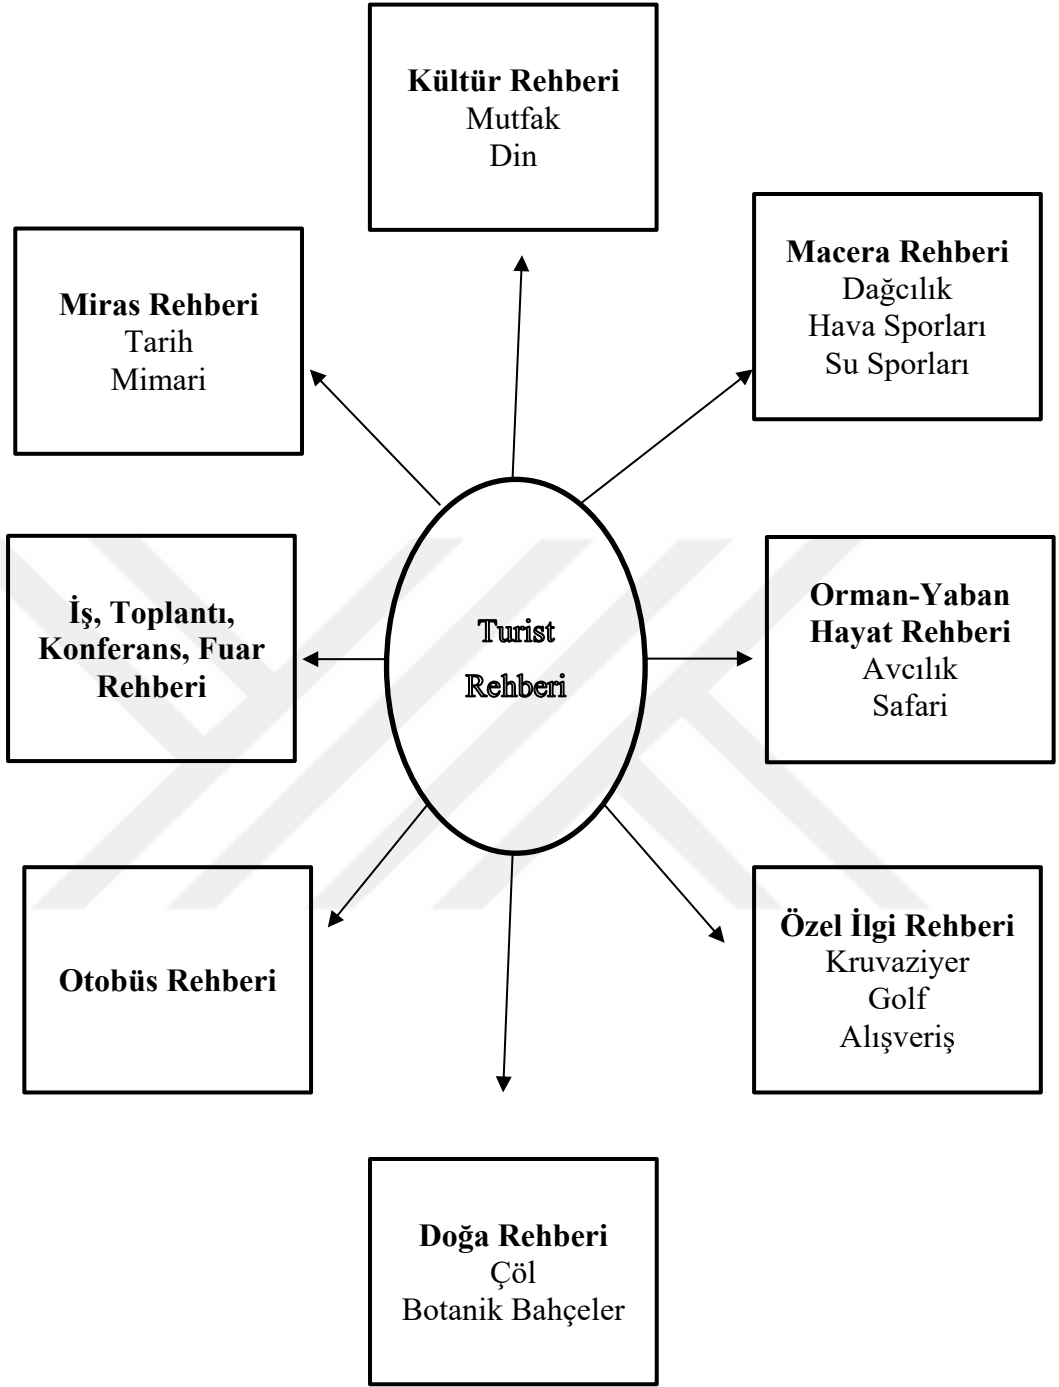 Kültür Rehberi
Mutfak
Din
Macera Rehberi
Dağcılık
Hava Sporları
Su Sporları
Miras Rehberi
Tarih
Mimari
İş, Toplantı,
Konferans, Fuar
Rehberi
Turist
Rehberi
Orman-Yaban
Hayat Rehberi
Avcılık
Safari
Otobüs Rehberi
Özel İlgi Rehberi
Kruvaziyer
Golf
Alışveriş
Doğa Rehberi
Çöl
Botanik Bahçeler